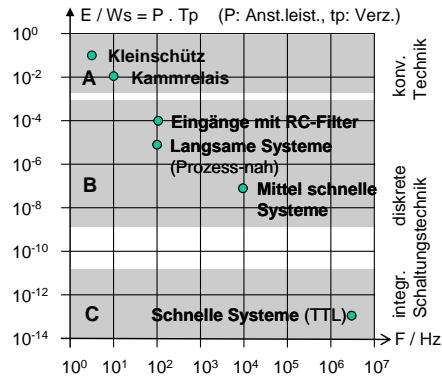 E / Ws = P . Tp (P: Anst.leist., tp: Verz.)
10⁰
Kleinschütz
A
Kammrelais
10⁻²
konv.
Technik
10⁻⁴
Eingänge mit RC-Filter
Langsame Systeme
(Prozess-nah)
10⁻⁶
B
Mittel schnelle
Systeme
10⁻⁸
diskrete
10⁻¹⁰
integr.
Schaltungstechnik
10⁻¹²
C
Schnelle Systeme (TTL)
10⁻¹⁴
F / Hz
10⁰ 10¹ 10² 10³ 10⁴ 10⁵ 10⁶ 10⁷